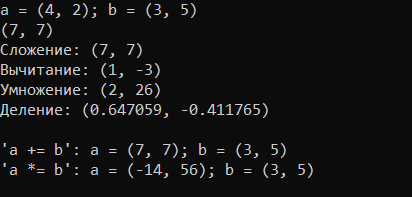 a = (4, 2); b = (3, 5)
(7, 7)
Сложение: (7, 7)
Вычитание: (1, -3)
Умножение: (2, 26)
Деление: (0.647059, -0.411765)
'a += b': a = (7, 7); b = (3, 5)
'a *= b': a = (-14, 56); b = (3, 5)